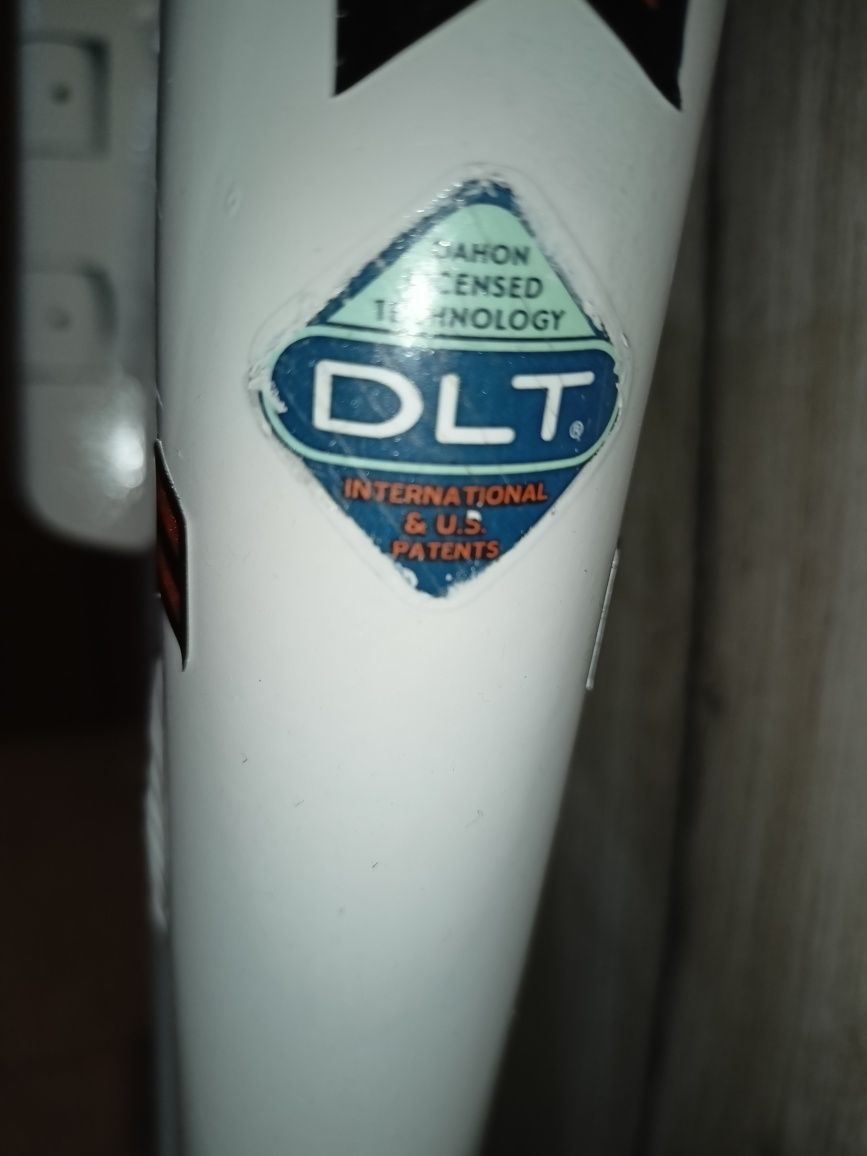 DAHON
LICENSED
TECHNOLOGY
DLT®
INTERNATIONAL
& U.S.
PATENTS